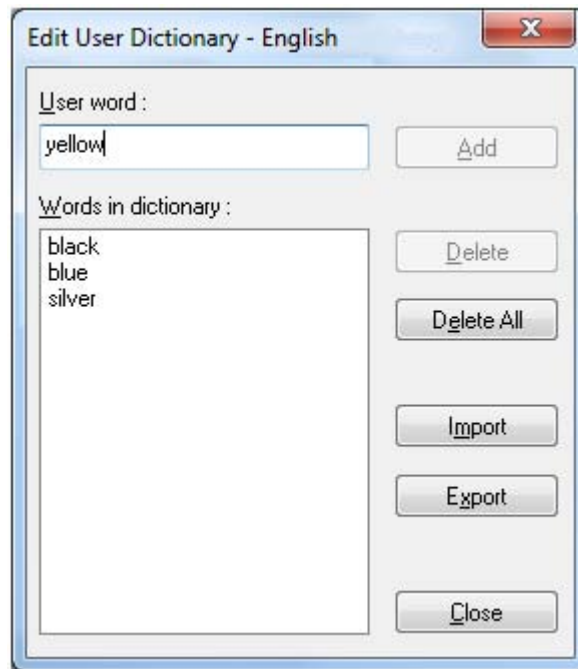 Edit User Dictionary - English
User word :
yellow
Add
Words in dictionary :
black
blue
silver
Delete
Delete All
Import
Export
Close